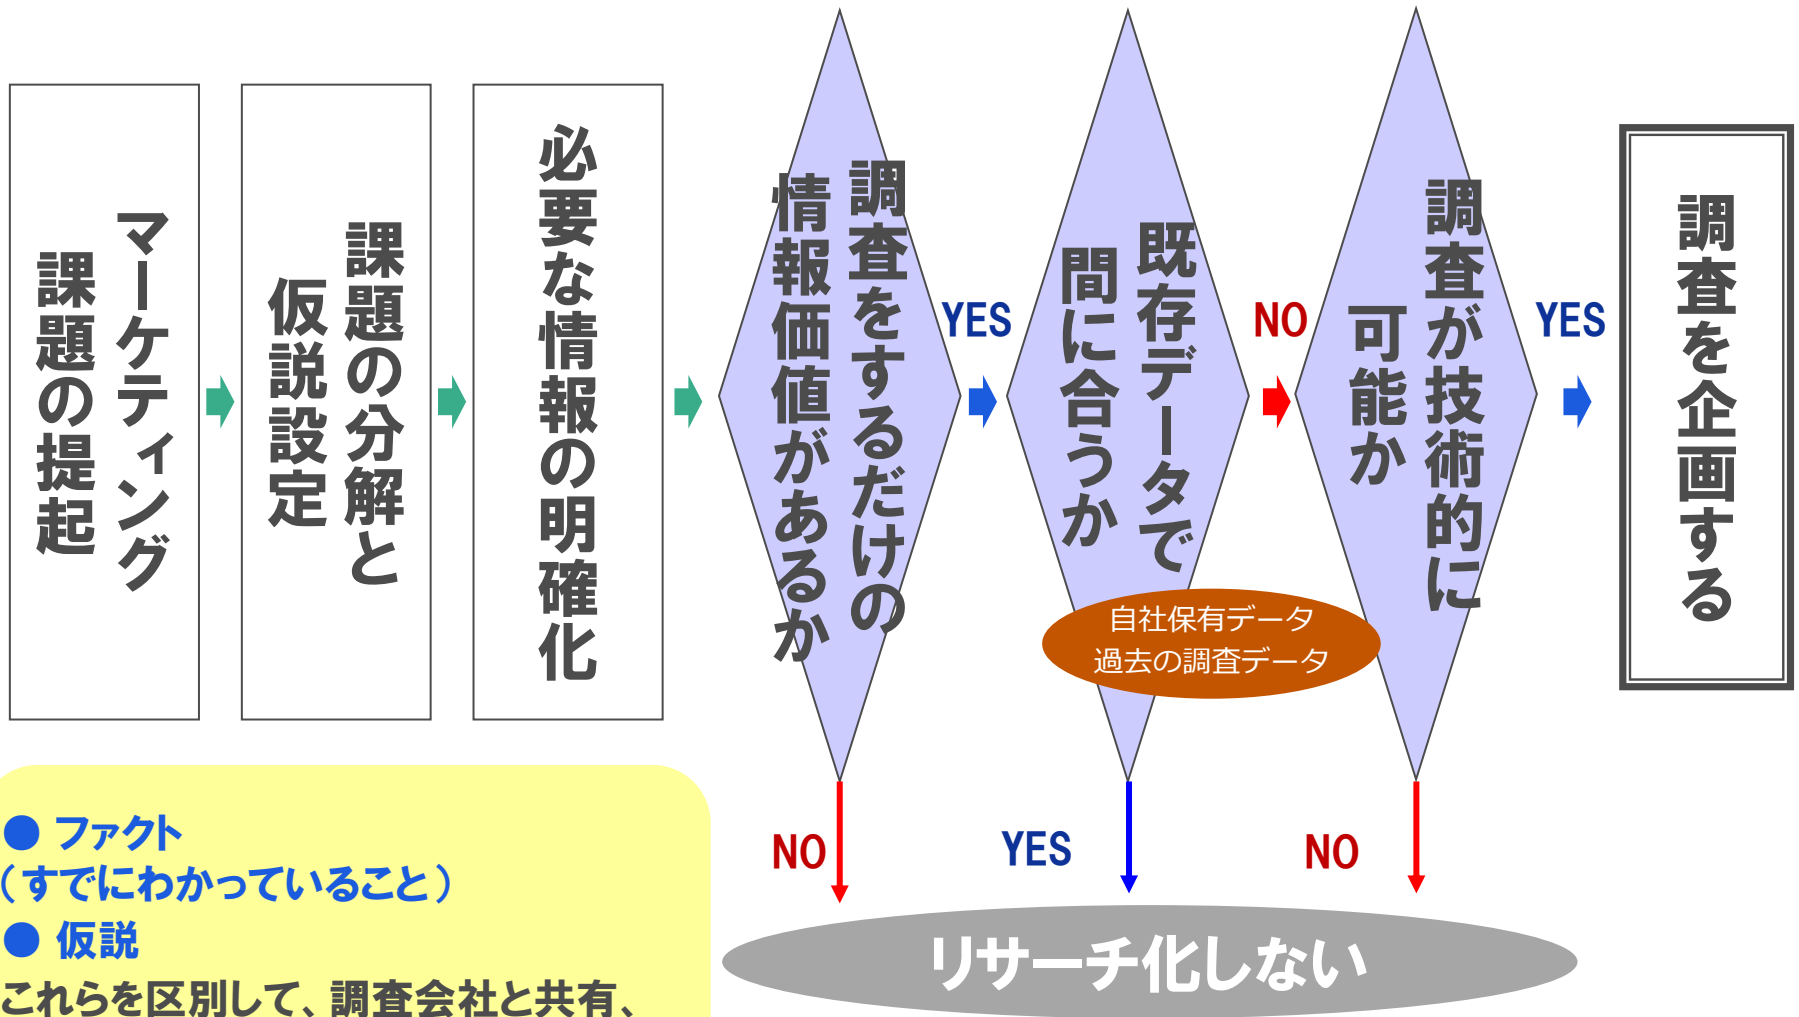 マーケティング
課題の提起
課題の分解と
仮説設定
必要な情報の明確化
調査をするだけの
情報価値があるか
YES
既存データで
間に合うか
自社保有データ
過去の調査データ
NO
調査が技術的に
可能か
YES
調査を企画する
NO
YES
NO
リサーチ化しない
● ファクト
（すでにわかっていること）
● 仮説
これらを区別して、調査会社と共有、